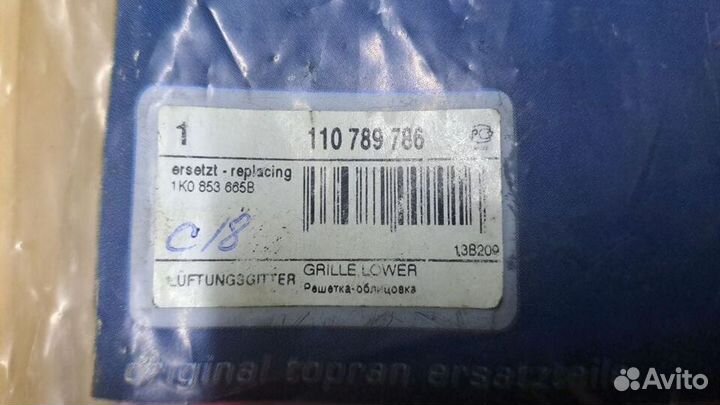 1 110 789 786 РСТ
ersetzt - replacing
1K0 853 665B
C18
13B209
LÜFTUNGSGITTER GRILLE LOWER
Решетка-облицовка
original topran ersatzteile
Avito